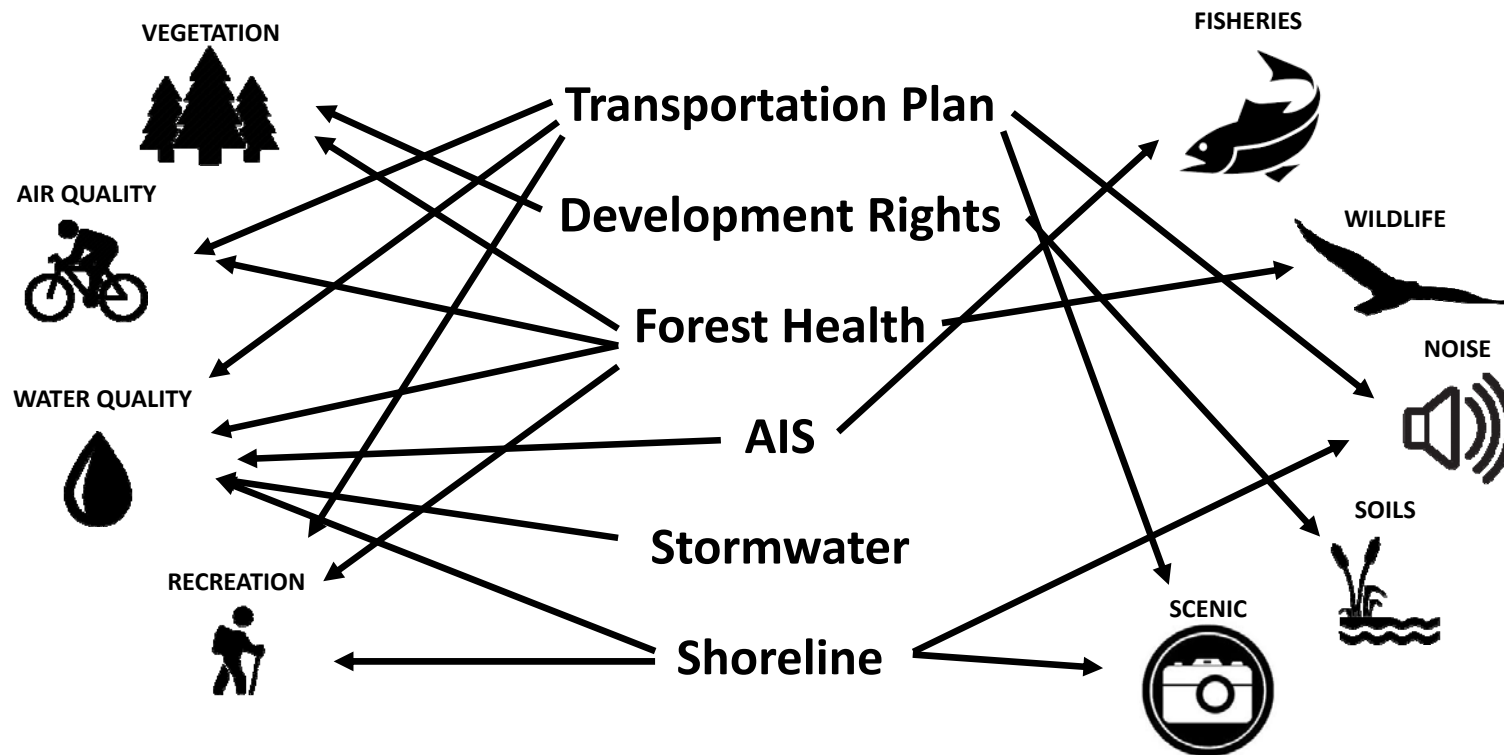 VEGETATION
AIR QUALITY
WATER QUALITY
RECREATION
Transportation Plan
Development Rights
Forest Health
AIS
Stormwater
Shoreline
FISHERIES
WILDLIFE
NOISE
SOILS
SCENIC